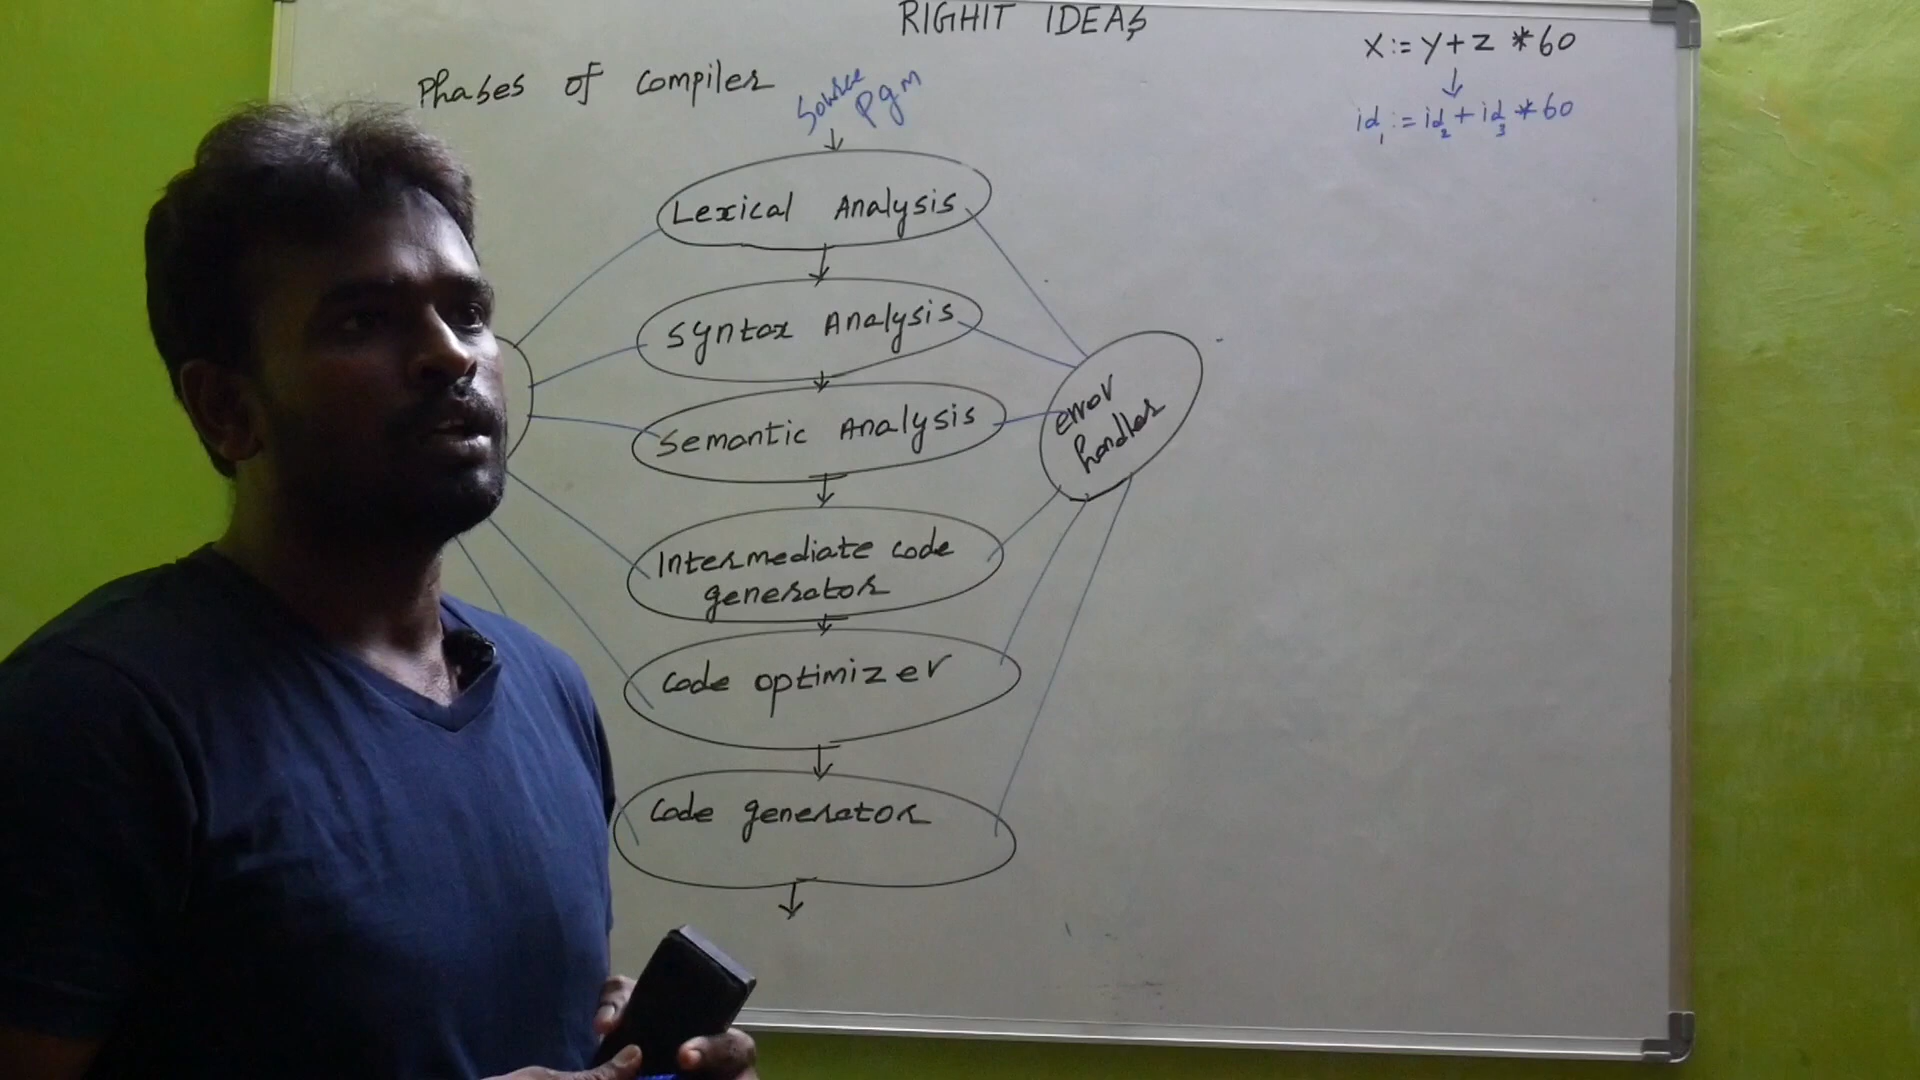 RIGHIT IDEAS
Phases of compiler
Source
Pgm
Lexical Analysis
Syntax Analysis
Semantic Analysis
Intermediate code
generator
Code optimizer
Code generator
error
handler
X := Y + Z * 60
id₁ := id₂ + id₃ * 60